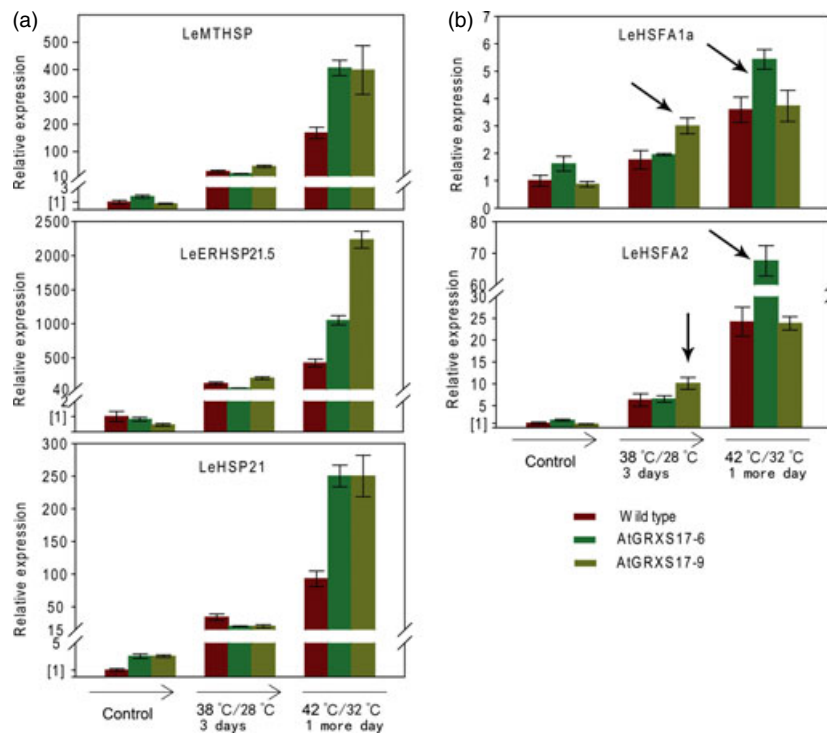 (a)
LeMTHSP
Relative expression
500
400
300
200
100
10
3
[1]
LeERHSP21.5
Relative expression
2500
2000
1500
1000
500
40
2
[1]
LeHSP21
Relative expression
300
250
200
150
100
50
15
5
[1]
Control
38 °C/28 °C
3 days
42 °C/32 °C
1 more day
(b)
LeHSFA1a
Relative expression
7
6
5
4
3
2
1
0
LeHSFA2
Relative expression
80
70
60
30
25
20
15
10
5
[1]
Control
38 °C/28 °C
3 days
42 °C/32 °C
1 more day
Wild type
AtGRXS17-6
AtGRXS17-9